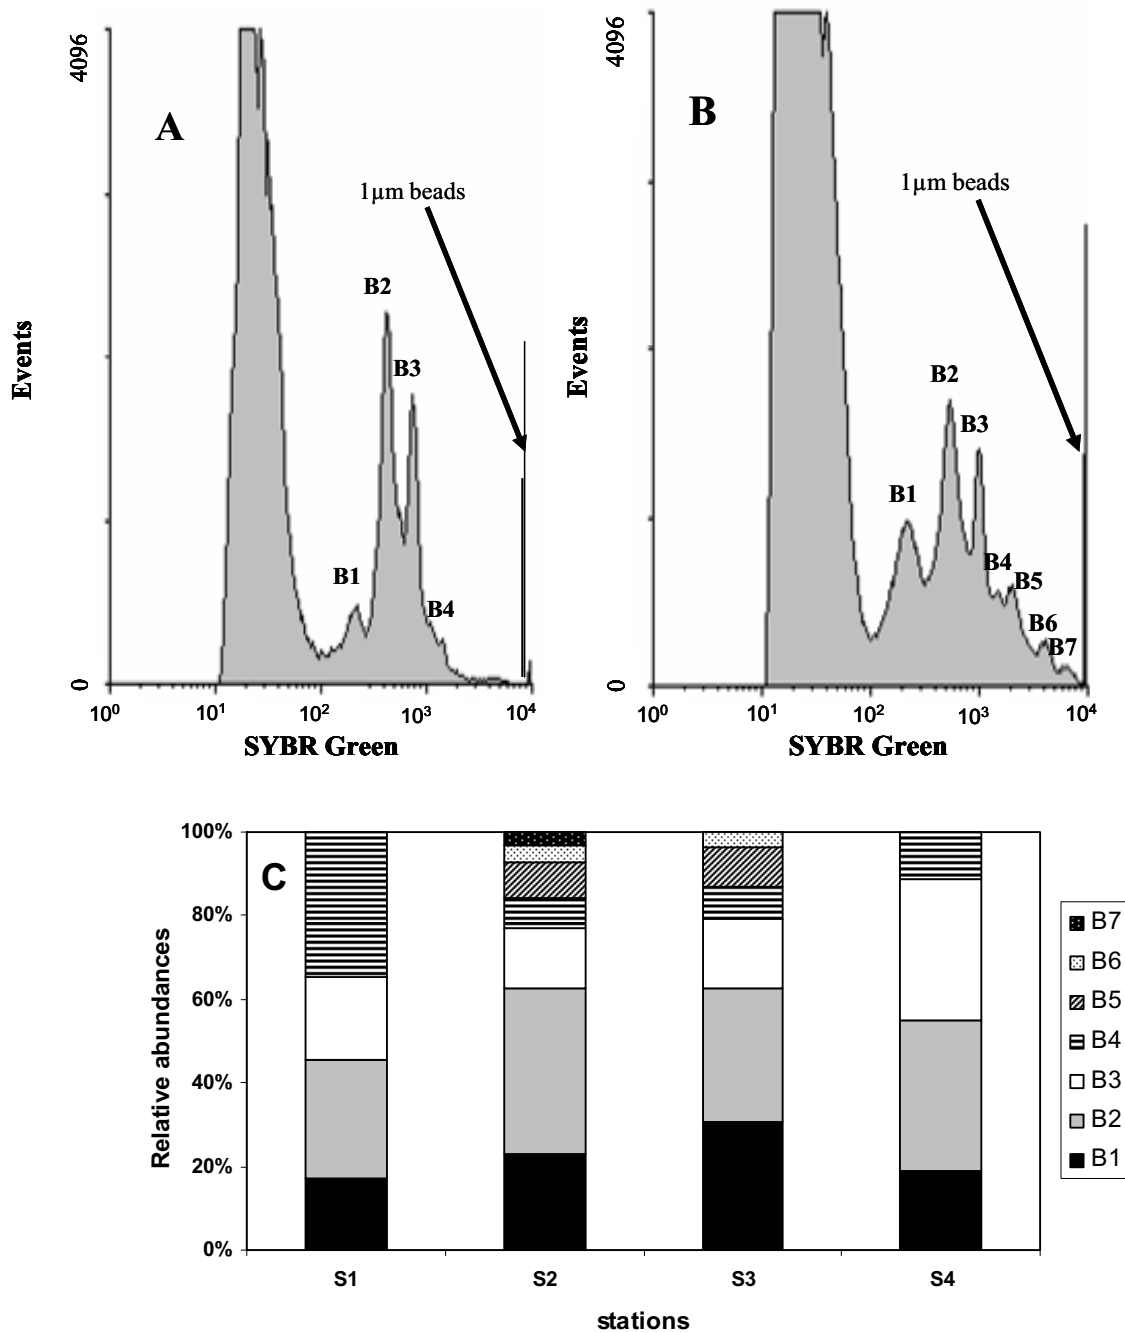 4096
A
1µm beads
B2
B3
B1
B4
Events
0
10⁰
10¹
10²
10³
10⁴
SYBR Green
4096
B
1µm beads
B2
B3
B1
B4
B5
B6
B7
Events
0
10⁰
10¹
10²
10³
10⁴
SYBR Green
C
100%
80%
60%
40%
20%
0%
Relative abundances
S1
S2
S3
S4
stations
B7
B6
B5
B4
B3
B2
B1